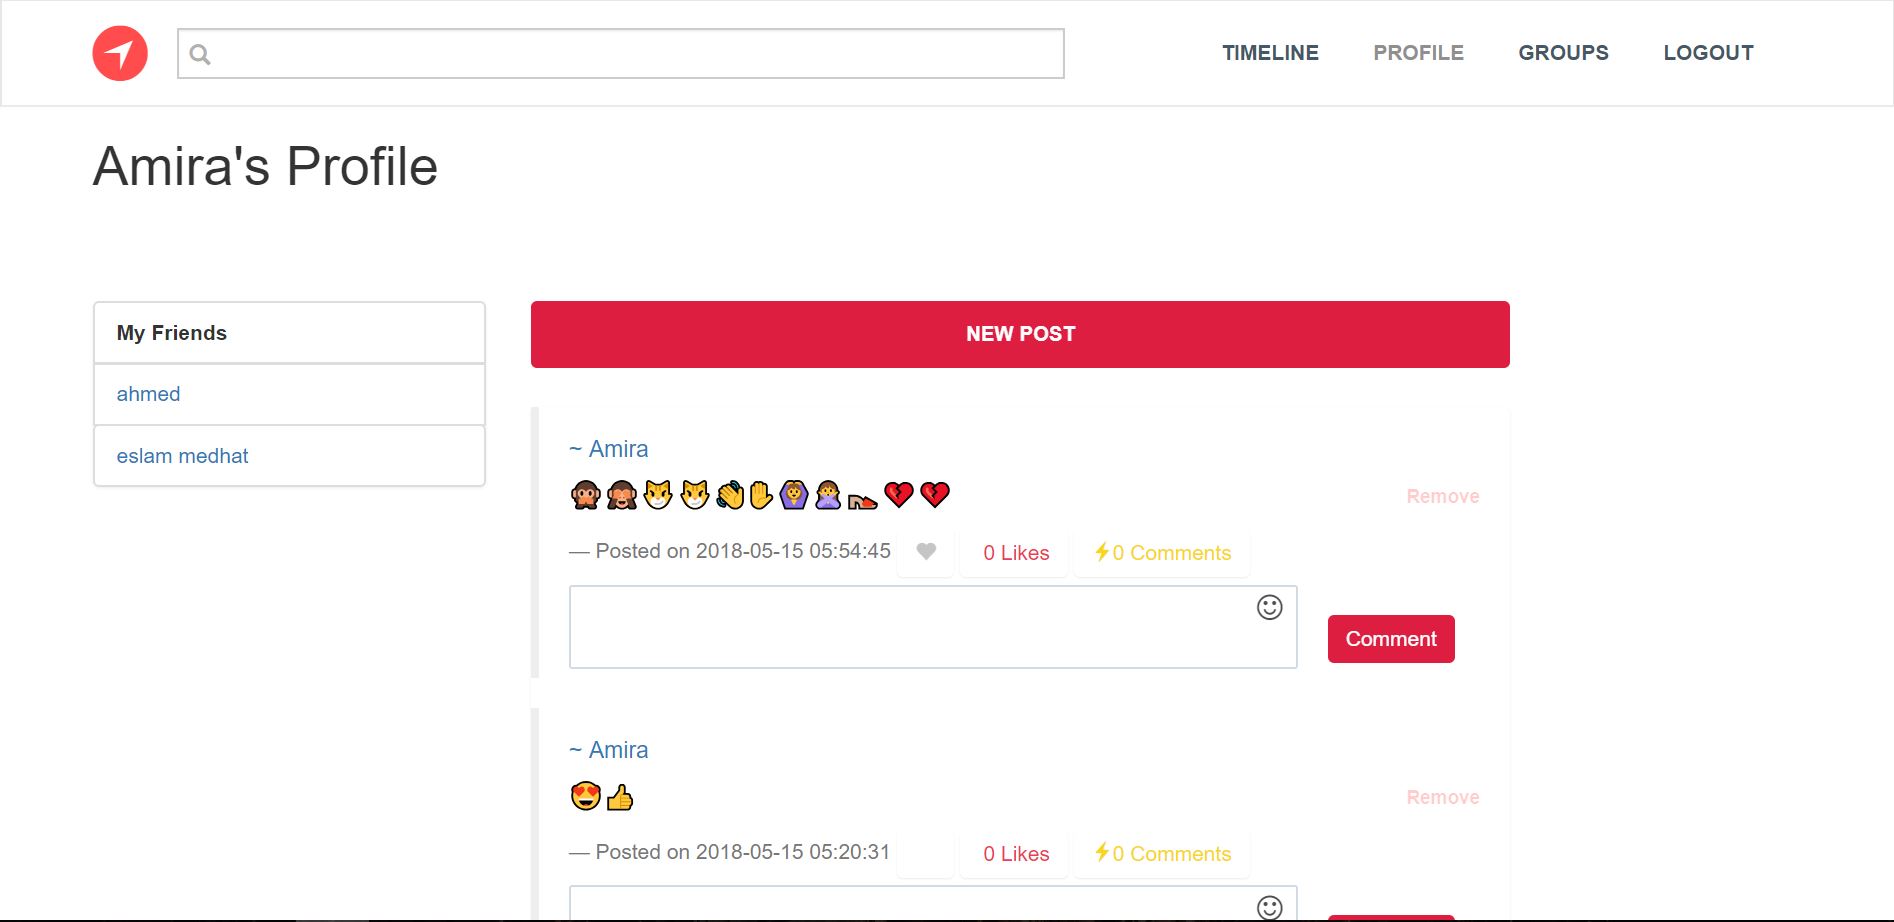 TIMELINE PROFILE GROUPS LOGOUT
Amira's Profile
My Friends
ahmed
eslam medhat
NEW POST
~ Amira
🙊🙈🐱🐱👋✋🙆🙎👡💔💔
Remove
— Posted on 2018-05-15 05:54:45 0 Likes ⚡0 Comments
Comment
~ Amira
😍👍
Remove
— Posted on 2018-05-15 05:20:31 0 Likes ⚡0 Comments